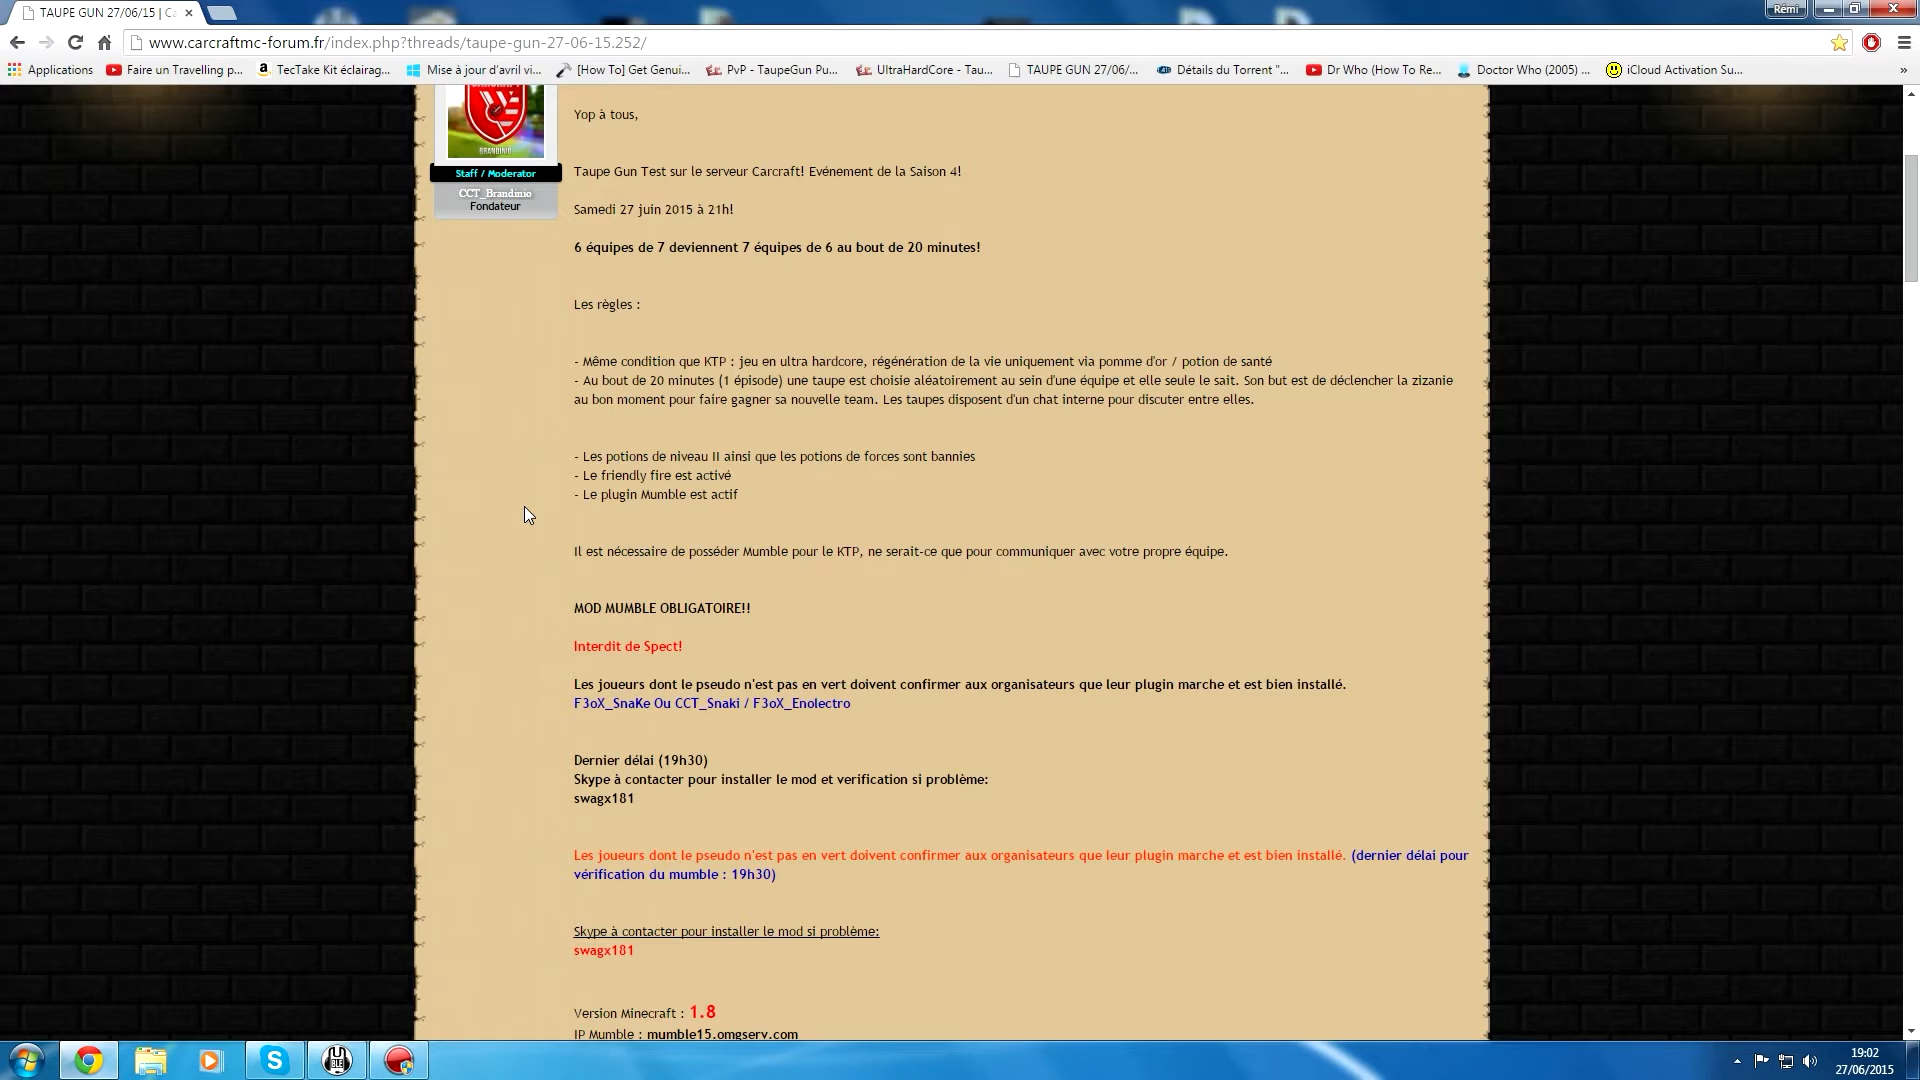 TAUPE GUN 27/06/15 | C
Rémi
www.carcraftmc-forum.fr/index.php?threads/taupe-gun-27-06-15.252/
Applications
Faire un Travelling p...
TecTake Kit éclairag...
Mise à jour d'avril vi...
[How To] Get Genui...
PvP - TaupeGun Pu...
UltraHardCore - Tau...
TAUPE GUN 27/06/...
Détails du Torrent "...
Dr Who (How To Re...
Doctor Who (2005) ...
iCloud Activation Su...
»
BRANDINIO
Staff / Moderator
CCT_Brandinio
Fondateur
Yop à tous,
Taupe Gun Test sur le serveur Carcraft! Evénement de la Saison 4!
Samedi 27 juin 2015 à 21h!
6 équipes de 7 deviennent 7 équipes de 6 au bout de 20 minutes!
Les règles :
- Même condition que KTP : jeu en ultra hardcore, régénération de la vie uniquement via pomme d'or / potion de santé
- Au bout de 20 minutes (1 épisode) une taupe est choisie aléatoirement au sein d'une équipe et elle seule le sait. Son but est de déclencher la zizanie
au bon moment pour faire gagner sa nouvelle team. Les taupes disposent d'un chat interne pour discuter entre elles.
- Les potions de niveau II ainsi que les potions de forces sont bannies
- Le friendly fire est activé
- Le plugin Mumble est actif
Il est nécessaire de posséder Mumble pour le KTP, ne serait-ce que pour communiquer avec votre propre équipe.
MOD MUMBLE OBLIGATOIRE!!
Interdit de Spect!
Les joueurs dont le pseudo n'est pas en vert doivent confirmer aux organisateurs que leur plugin marche et est bien installé.
F3oX_SnaKe Ou CCT_Snaki / F3oX_Enolectro
Dernier délai (19h30)
Skype à contacter pour installer le mod et verification si problème:
swagx181
Les joueurs dont le pseudo n'est pas en vert doivent confirmer aux organisateurs que leur plugin marche et est bien installé. (dernier délai pour
vérification du mumble : 19h30)
Skype à contacter pour installer le mod si problème:
swagx181
Version Minecraft : 1.8
IP Mumble : mumble15.omgserv.com
19:02
27/06/2015